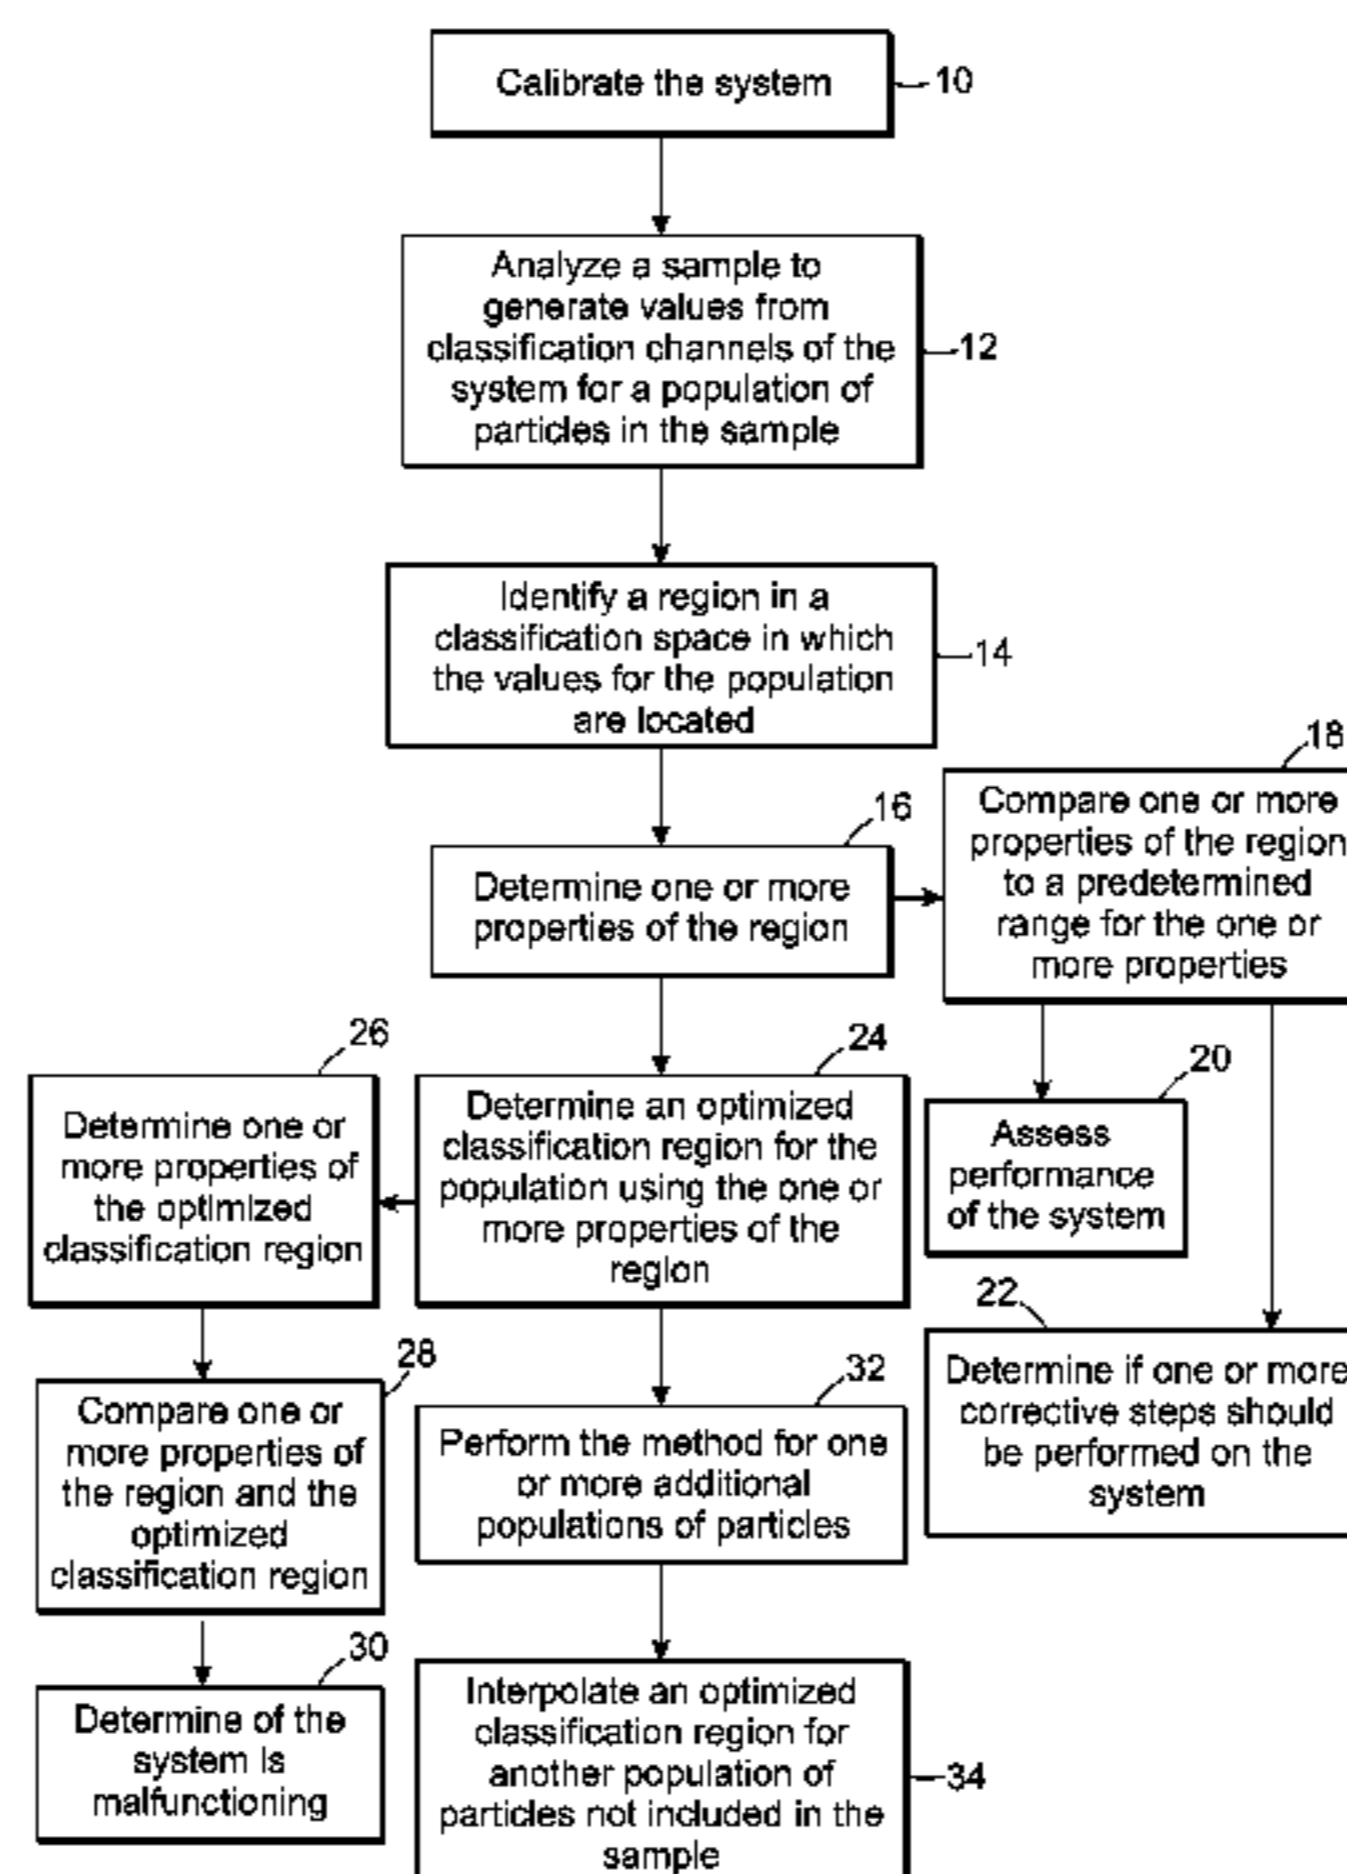 Calibrate the system
10
Analyze a sample to
generate values from
classification channels of the
system for a population of
particles in the sample
12
Identify a region in a
classification space in which
the values for the population
are located
14
16
Determine one or more
properties of the region
18
Compare one or more
properties of the region
to a predetermined
range for the one or
more properties
20
Assess
performance
of the system
22
Determine if one or more
corrective steps should
be performed on the
system
24
Determine an optimized
classification region for the
population using the one or
more properties of the
region
26
Determine one or
more properties of
the optimized
classification region
28
Compare one or
more properties of
the region and the
optimized
classification region
30
Determine of the
system is
malfunctioning
32
Perform the method for one
or more additional
populations of particles
Interpolate an optimized
classification region for
another population of
particles not included in the
sample
34